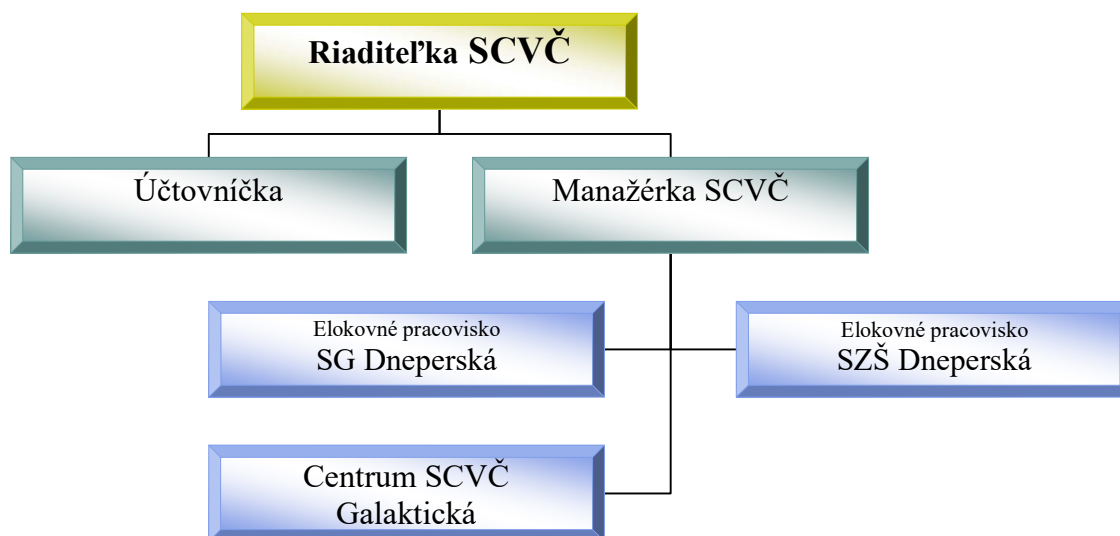 Riaditeľka SCVČ
Účtovníčka
Manažérka SCVČ
Elokovné pracovisko
SG Dneperská
Elokovné pracovisko
SZŠ Dneperská
Centrum SCVČ
Galaktická